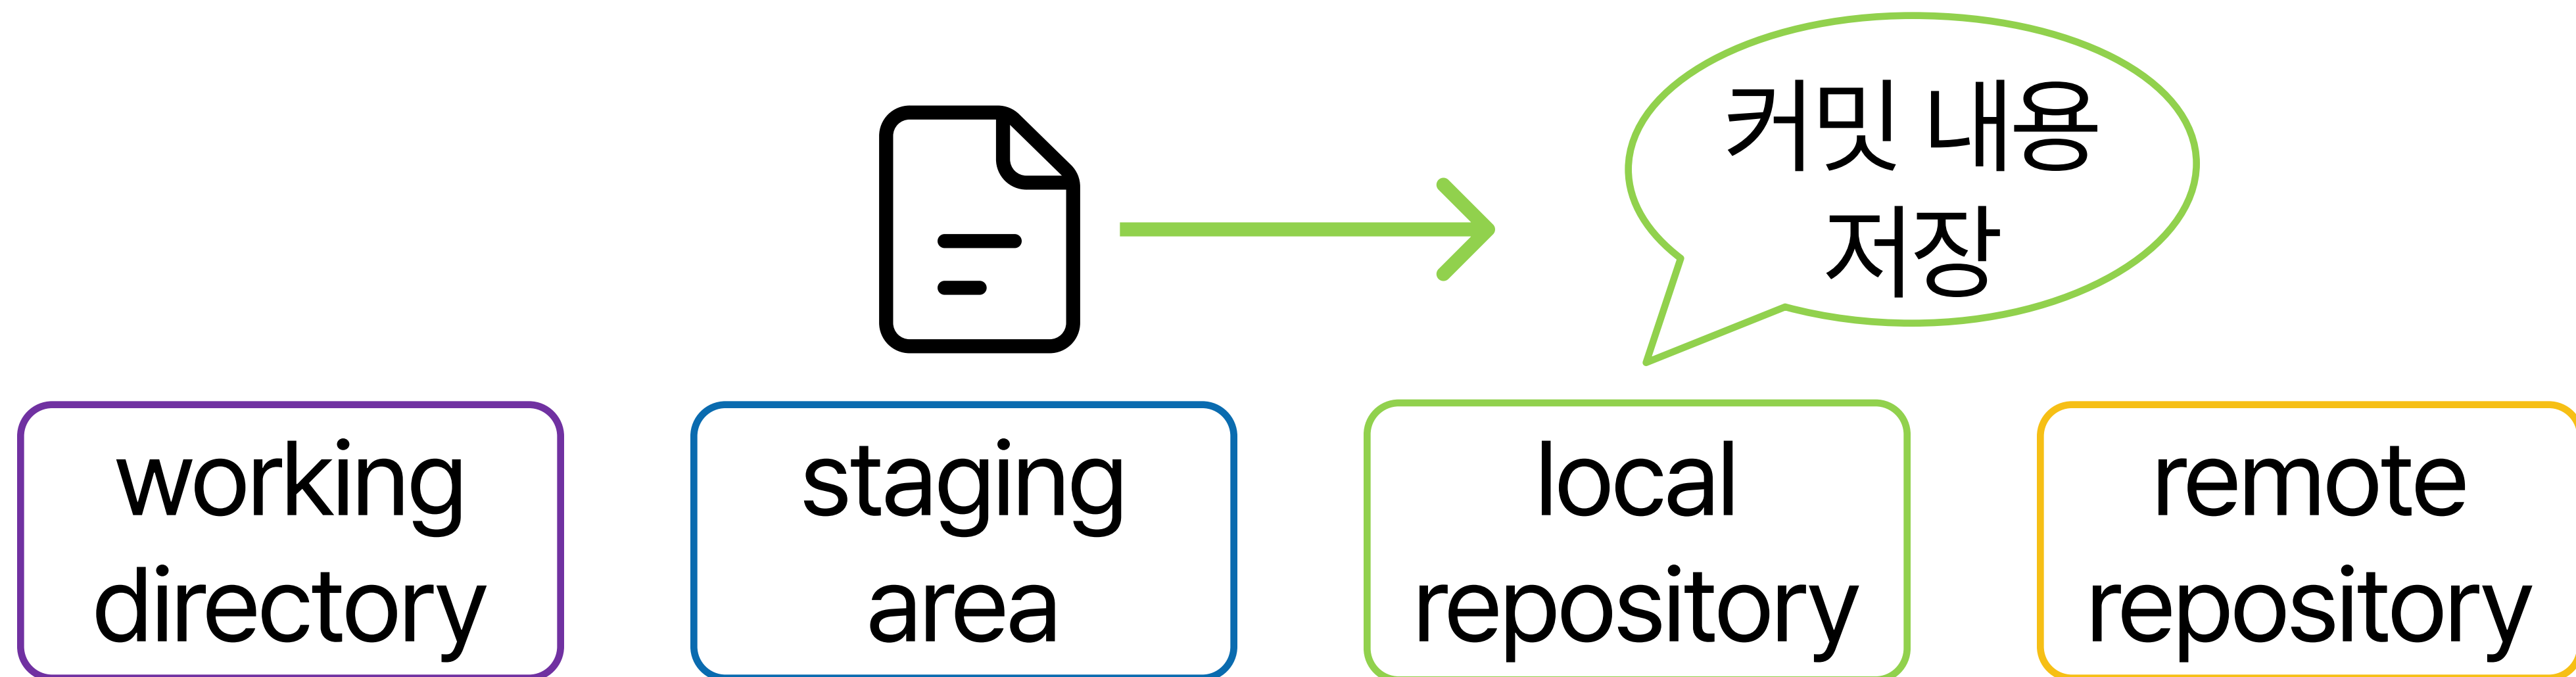 커밋 내용
저장
working
directory
staging
area
local
repository
remote
repository